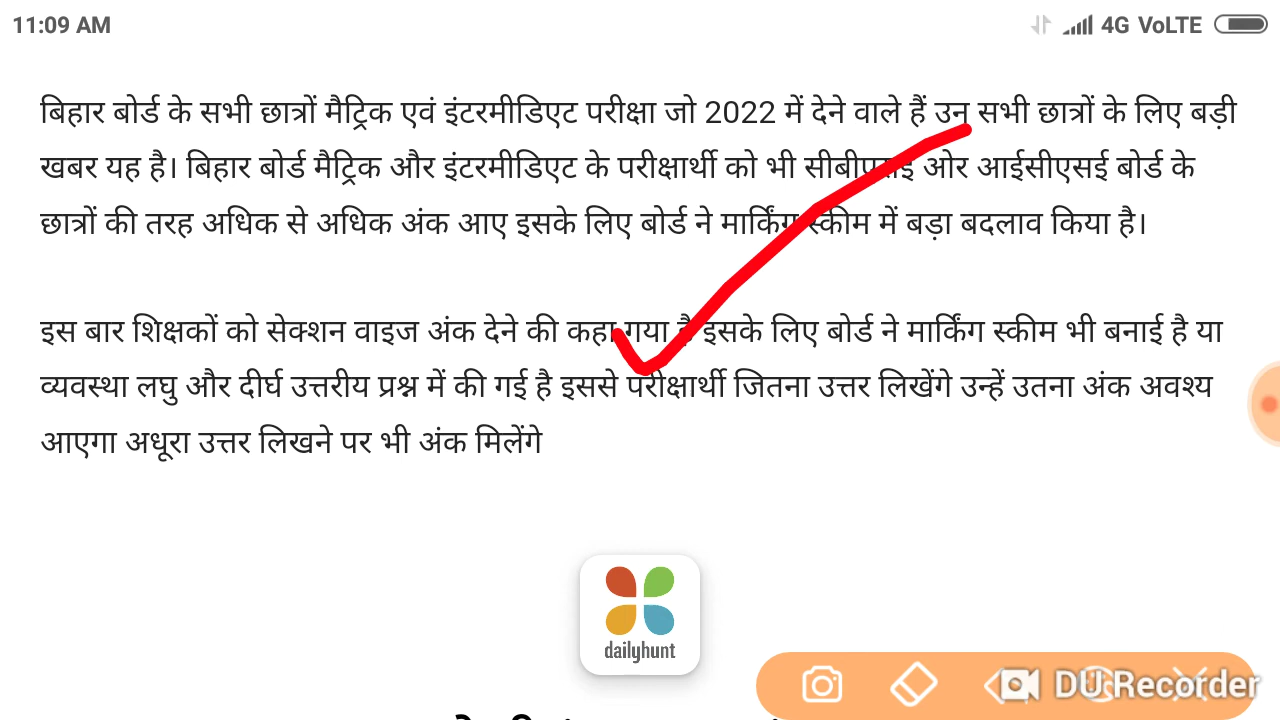 11:09 AM 4G VoLTE
बिहार बोर्ड के सभी छात्रों मैट्रिक एवं इंटरमीडिएट परीक्षा जो 2022 में देने वाले हैं उन सभी छात्रों के लिए बड़ी
खबर यह है। बिहार बोर्ड मैट्रिक और इंटरमीडिएट के परीक्षार्थी को भी सीबीएसई ओर आईसीएसई बोर्ड के
छात्रों की तरह अधिक से अधिक अंक आए इसके लिए बोर्ड ने मार्किंग स्कीम में बड़ा बदलाव किया है।
इस बार शिक्षकों को सेक्शन वाइज अंक देने की कहा गया है इसके लिए बोर्ड ने मार्किंग स्कीम भी बनाई है या
व्यवस्था लघु और दीर्घ उत्तरीय प्रश्न में की गई है इससे परीक्षार्थी जितना उत्तर लिखेंगे उन्हें उतना अंक अवश्य
आएगा अधूरा उत्तर लिखने पर भी अंक मिलेंगे
dailyhunt
DU Recorder